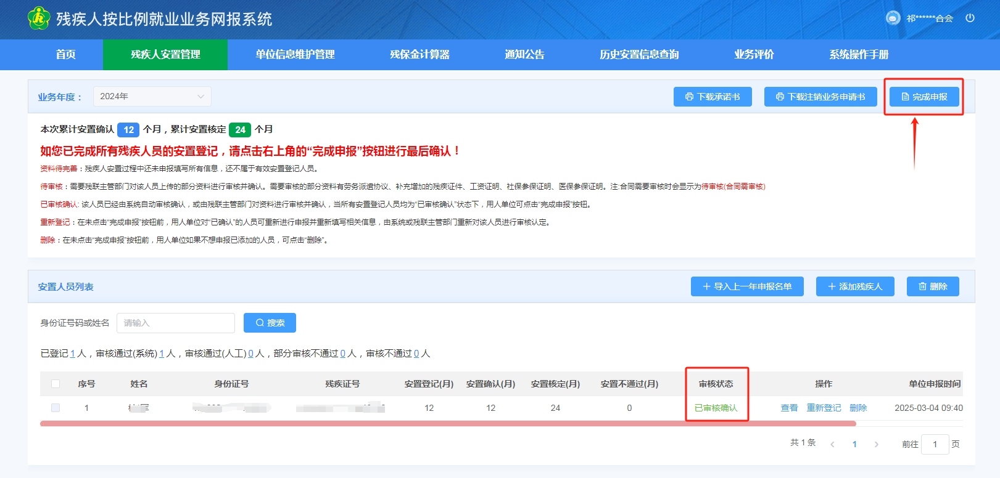 残疾人按比例就业业务网报系统
祁******合会
首页 残疾人安置管理 单位信息维护管理 残保金计算器 通知公告 历史安置信息查询 业务评价 系统操作手册
业务年度： 2024年 下载承诺书 下载注销业务申请书 完成申报
本次累计安置确认 12 个月，累计安置核定 24 个月
如您已完成所有残疾人员的安置登记，请点击右上角的“完成申报”按钮进行最后确认！
资料待完善：残疾人安置过程中还未申报填写所有信息，还不属于有效安置登记人员。
待审核：需要残联主管部门对该人员上传的部分资料进行审核并确认。需要审核的部分资料有劳务派遣协议、补充增加的残疾证件、工资证明、社保参保证明、医保参保证明。注:合同需要审核时会显示为待审核(合同需审核)
已审核确认: 该人员已经由系统自动审核确认，或由残联主管部门对资料进行审核并确认，当所有安置登记人员均为“已审核确认”状态下，用人单位可点击“完成申报”按钮。
重新登记：在未点击“完成申报”按钮前，用人单位对“已确认”的人员可重新进行申报并重新填写相关信息，由系统或残联主管部门重新对该人员进行审核认定。
删除：在未点击“完成申报”按钮前，用人单位如果不想申报已添加的人员，可点击“删除”。
安置人员列表 导入上一年申报名单 添加残疾人 删除
身份证号码或姓名 请输入 搜索
已登记1人，审核通过(系统)1人，审核通过(人工)0人，部分审核不通过0人，审核不通过0人
序号 姓名 身份证号 残疾证号 安置登记(月) 安置确认(月) 安置核定(月) 安置不通过(月) 审核状态 操作 单位申报时间
1 12 12 24 0 已审核确认 查看 重新登记 删除 2025-03-04 09:40
共 1 条 1 前往 1 页